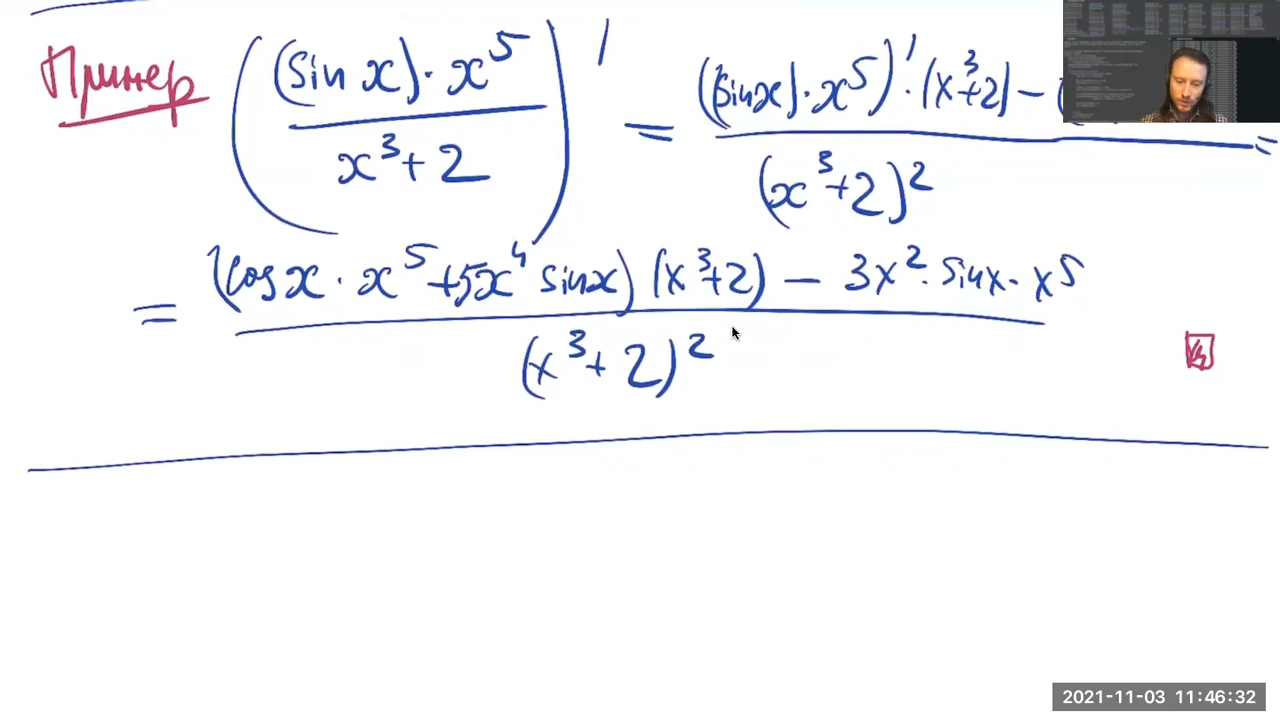 Пример ( (sin x) · x^5 / x^3 + 2 )' = ((sin x) · x^5)' · (x^3 + 2) − ( / (x^3 + 2)^2 =
= (cos x · x^5 + 5x^4 sin x) (x^3 + 2) − 3x^2 · sin x · x^5 / (x^3 + 2)^2
2021-11-03 11:46:32